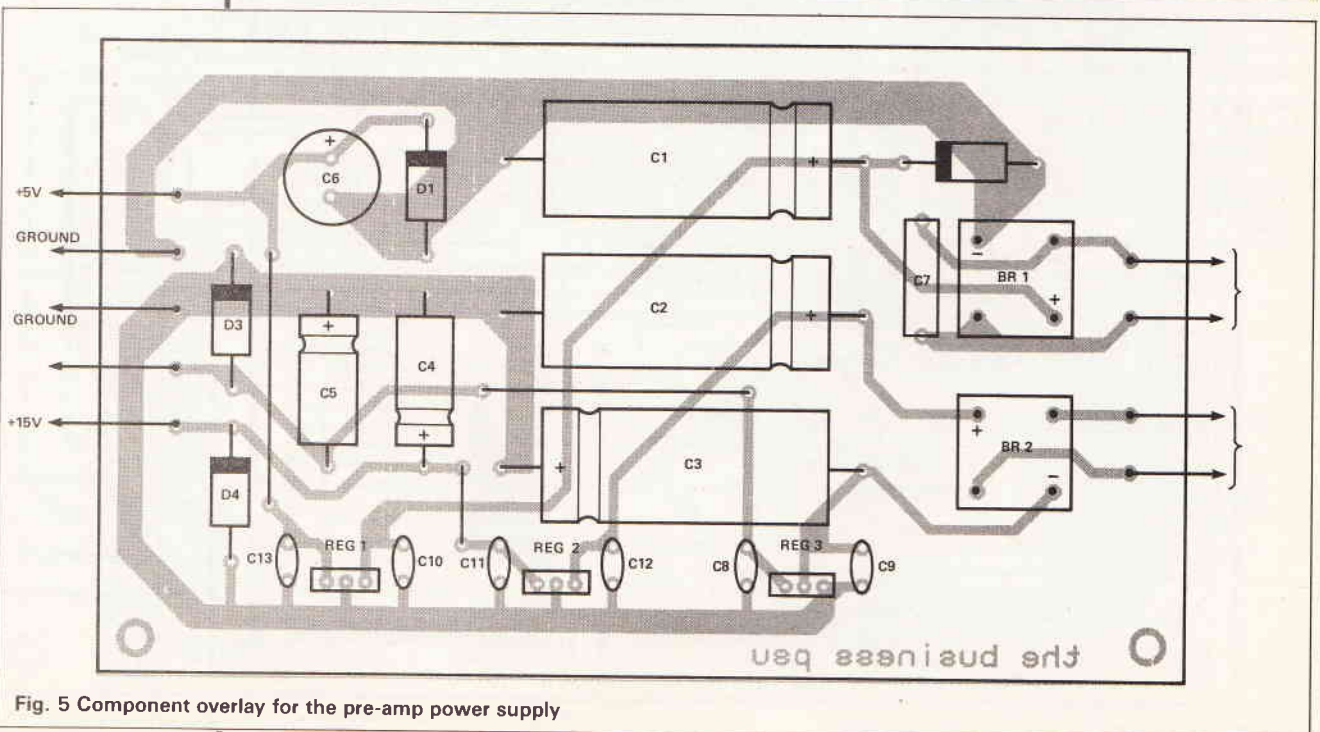 C1
+
+
C6
D1
+5V
GROUND
C7
−
BR 1
+
D3
GROUND
+
C2
+
C5
C4
+
+15V
+
BR 2
−
D4
+
C3
C13
REG 1
C10
C11
REG 2
C12
C8
REG 3
C9
the business psu
Fig. 5 Component overlay for the pre-amp power supply